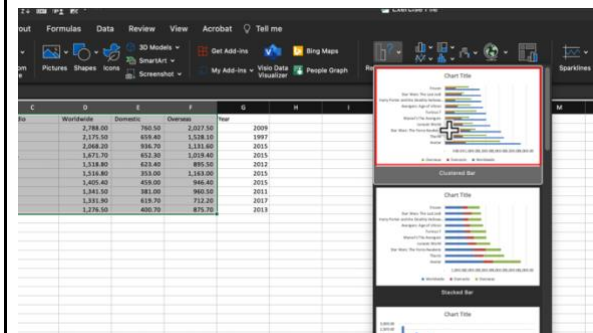 Exercise File
out Formulas Data Review View Acrobat Tell me
Pictures Shapes Icons
3D Models
SmartArt
Screenshot
Get Add-ins
My Add-ins
Visio Data Visualizer
Bing Maps
People Graph
Sparklines
C D E F G H I M
Worldwide Domestic Overseas Year
2,788.00 760.50 2,027.50 2009
2,175.50 659.40 1,528.10 1997
2,068.20 936.70 1,131.60 2015
1,671.70 652.30 1,019.40 2015
1,518.80 623.40 895.50 2012
1,516.80 353.00 1,163.00 2015
1,405.40 459.00 946.40 2015
1,341.50 381.00 960.50 2011
1,331.90 619.70 712.20 2017
1,276.50 400.70 875.70 2013
Chart Title
Clustered Bar
Chart Title
Stacked Bar
Chart Title